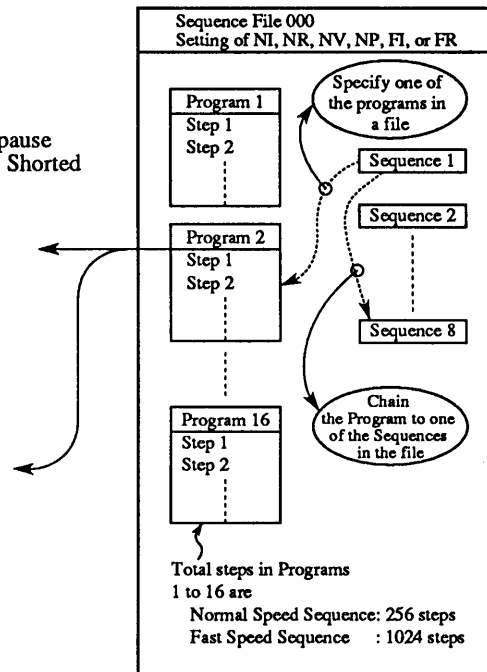 Sequence File 000
Setting of NI, NR, NV, NP, FI, or FR
pause
Shorted
Program 1
Step 1
Step 2
Program 2
Step 1
Step 2
Program 16
Step 1
Step 2
Specify one of
the programs in
a file
Sequence 1
Sequence 2
Sequence 8
Chain
the Program to one
of the Sequences
in the file
Total steps in Programs
1 to 16 are
Normal Speed Sequence: 256 steps
Fast Speed Sequence : 1024 steps